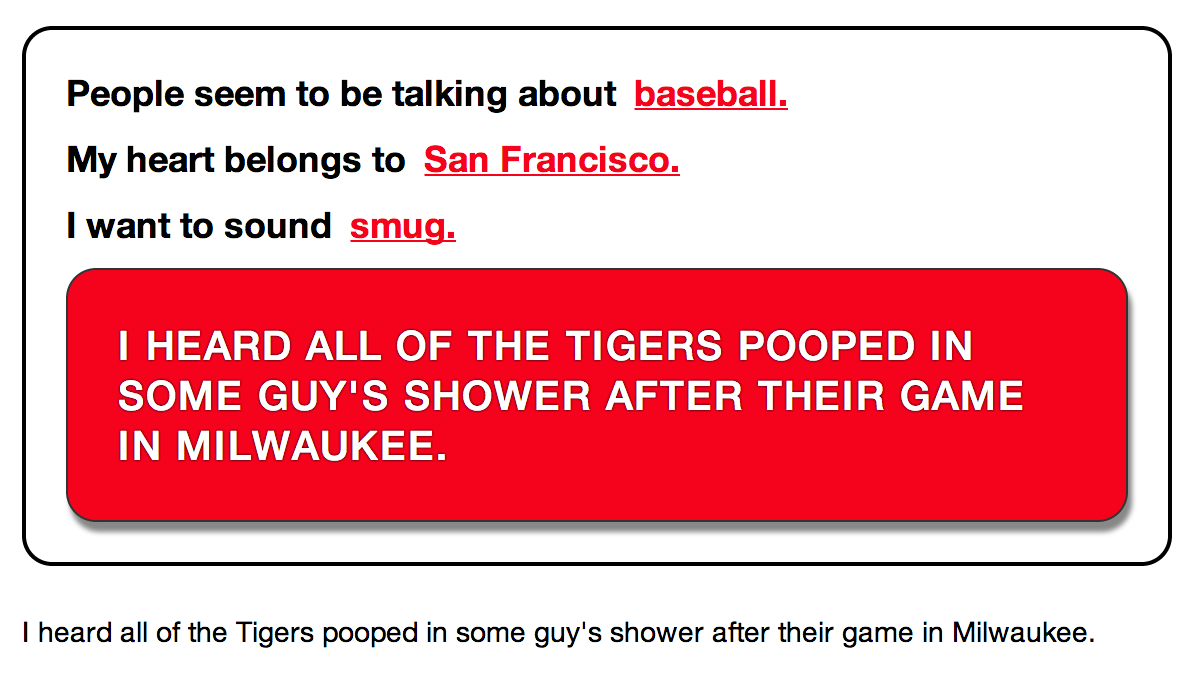 People seem to be talking about baseball.
My heart belongs to San Francisco.
I want to sound smug.
I HEARD ALL OF THE TIGERS POOPED IN
SOME GUY'S SHOWER AFTER THEIR GAME
IN MILWAUKEE.
I heard all of the Tigers pooped in some guy's shower after their game in Milwaukee.